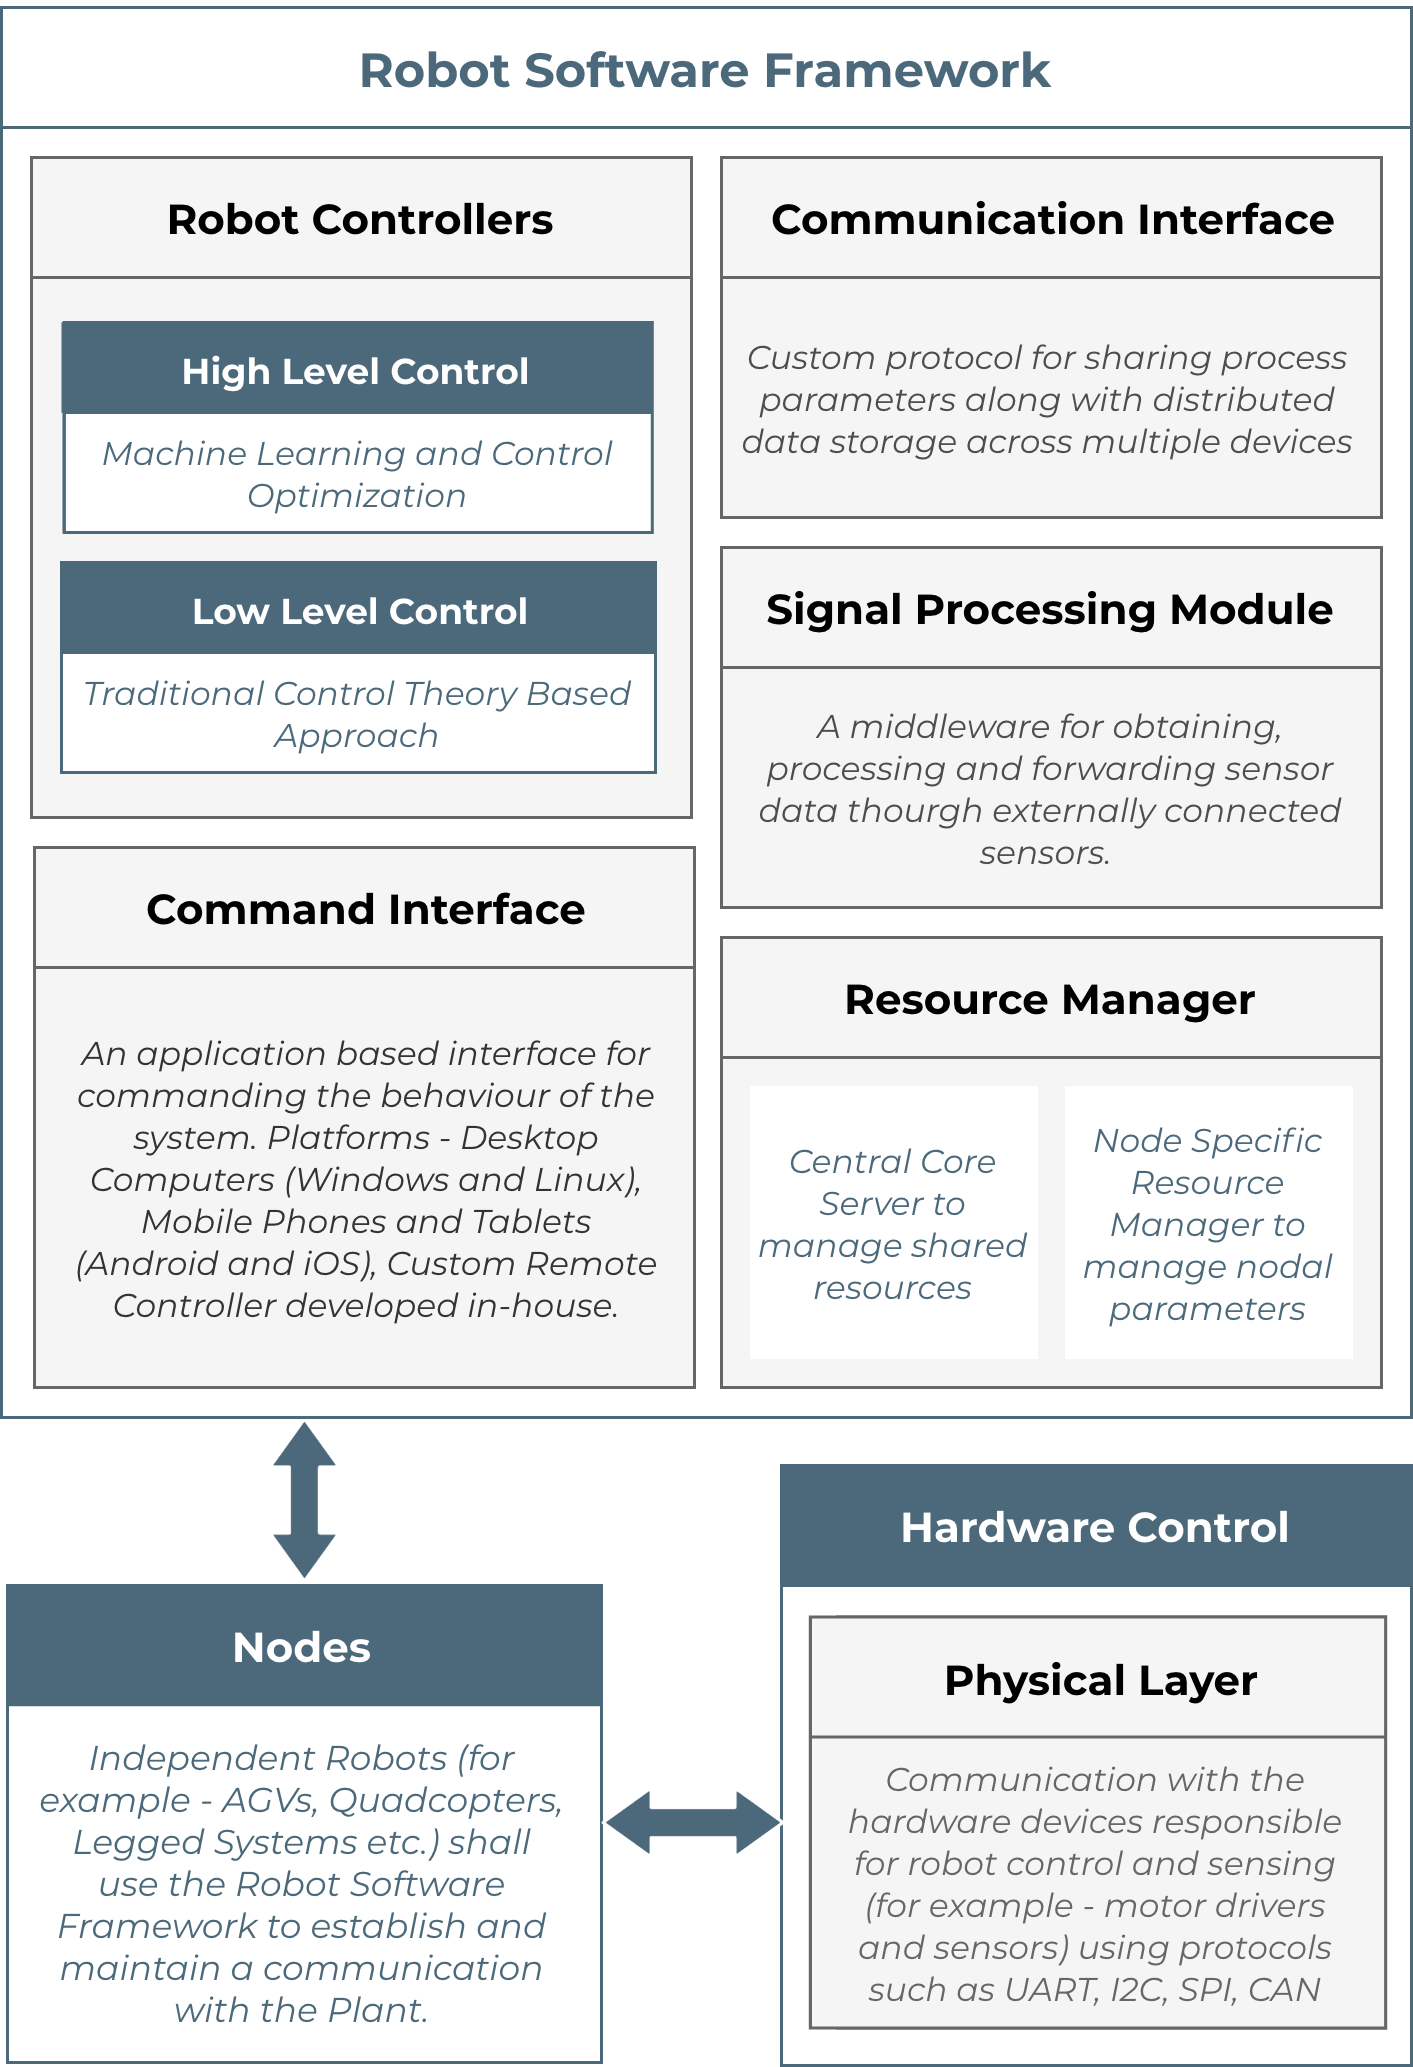 Robot Software Framework
Robot Controllers
High Level Control
Machine Learning and Control
Optimization
Low Level Control
Traditional Control Theory Based
Approach
Command Interface
An application based interface for
commanding the behaviour of the
system. Platforms - Desktop
Computers (Windows and Linux),
Mobile Phones and Tablets
(Android and iOS), Custom Remote
Controller developed in-house.
Communication Interface
Custom protocol for sharing process
parameters along with distributed
data storage across multiple devices
Signal Processing Module
A middleware for obtaining,
processing and forwarding sensor
data thourgh externally connected
sensors.
Resource Manager
Central Core
Server to
manage shared
resources
Node Specific
Resource
Manager to
manage nodal
parameters
Nodes
Independent Robots (for
example - AGVs, Quadcopters,
Legged Systems etc.) shall
use the Robot Software
Framework to establish and
maintain a communication
with the Plant.
Hardware Control
Physical Layer
Communication with the
hardware devices responsible
for robot control and sensing
(for example - motor drivers
and sensors) using protocols
such as UART, I2C, SPI, CAN